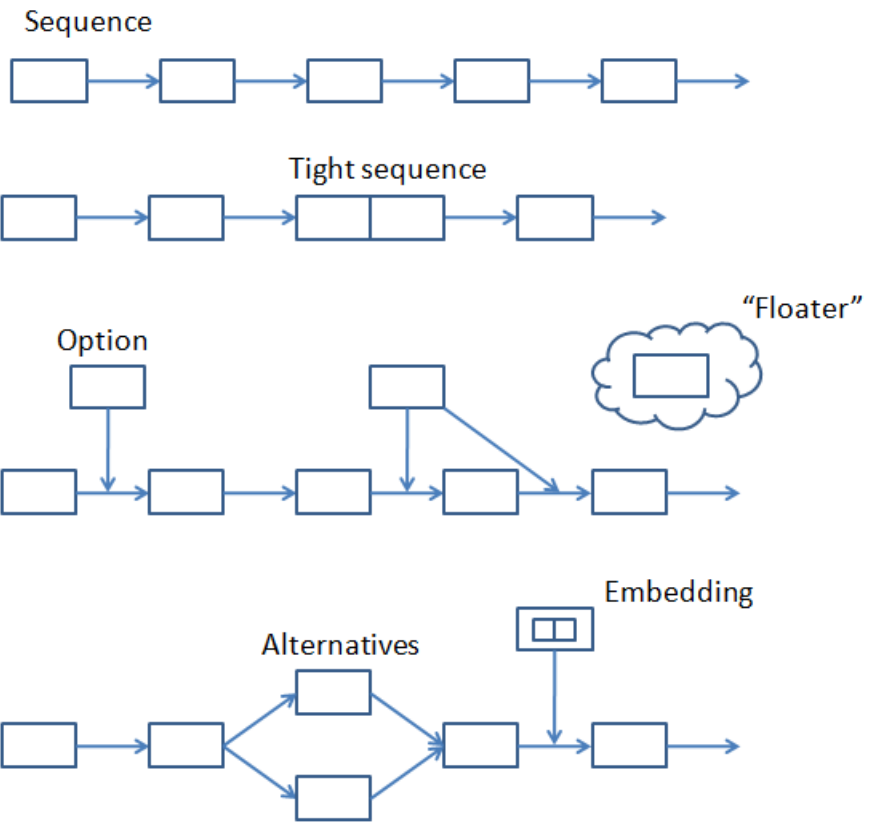 Sequence
Tight sequence
“Floater”
Option
Embedding
Alternatives